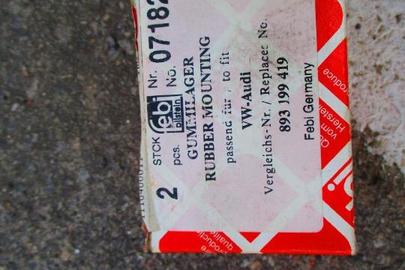 2 STCK pcs. febi bilstein Nr. No. 07182
GUMMILAGER
RUBBER MOUNTING
passend für / to fit
VW-Audi
Vergleichs-Nr. / Replaces No.
893 199 419
Febi Germany